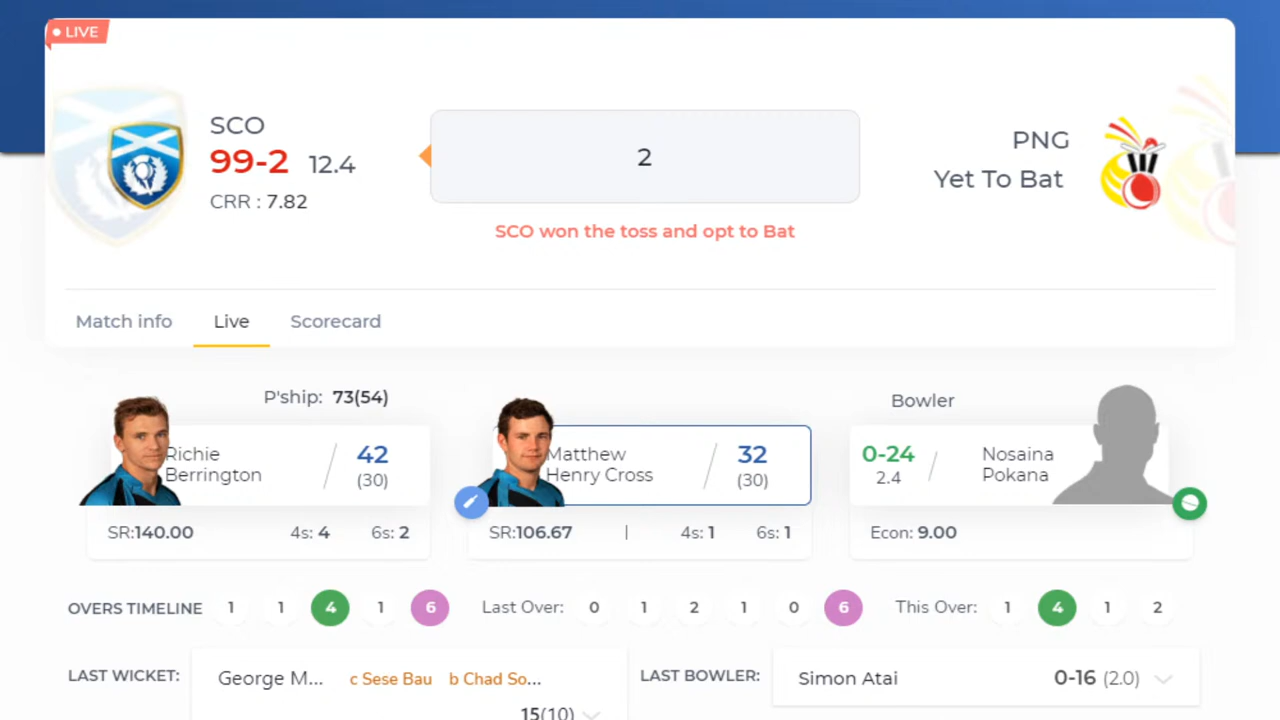 LIVE
SCO
99-2 12.4
CRR : 7.82
2
SCO won the toss and opt to Bat
PNG
Yet To Bat
Match info Live Scorecard
P'ship: 73(54)
Richie
Berrington
42
(30)
SR:140.00 4s: 4 6s: 2
Matthew
Henry Cross
32
(30)
SR:106.67 | 4s: 1 6s: 1
Bowler
0-24
2.4
Nosaina
Pokana
Econ: 9.00
OVERS TIMELINE 1 1 4 1 6 Last Over: 0 1 2 1 0 6 This Over: 1 4 1 2
LAST WICKET: George M... c Sese Bau b Chad So...
15(10)
LAST BOWLER: Simon Atai 0-16 (2.0)